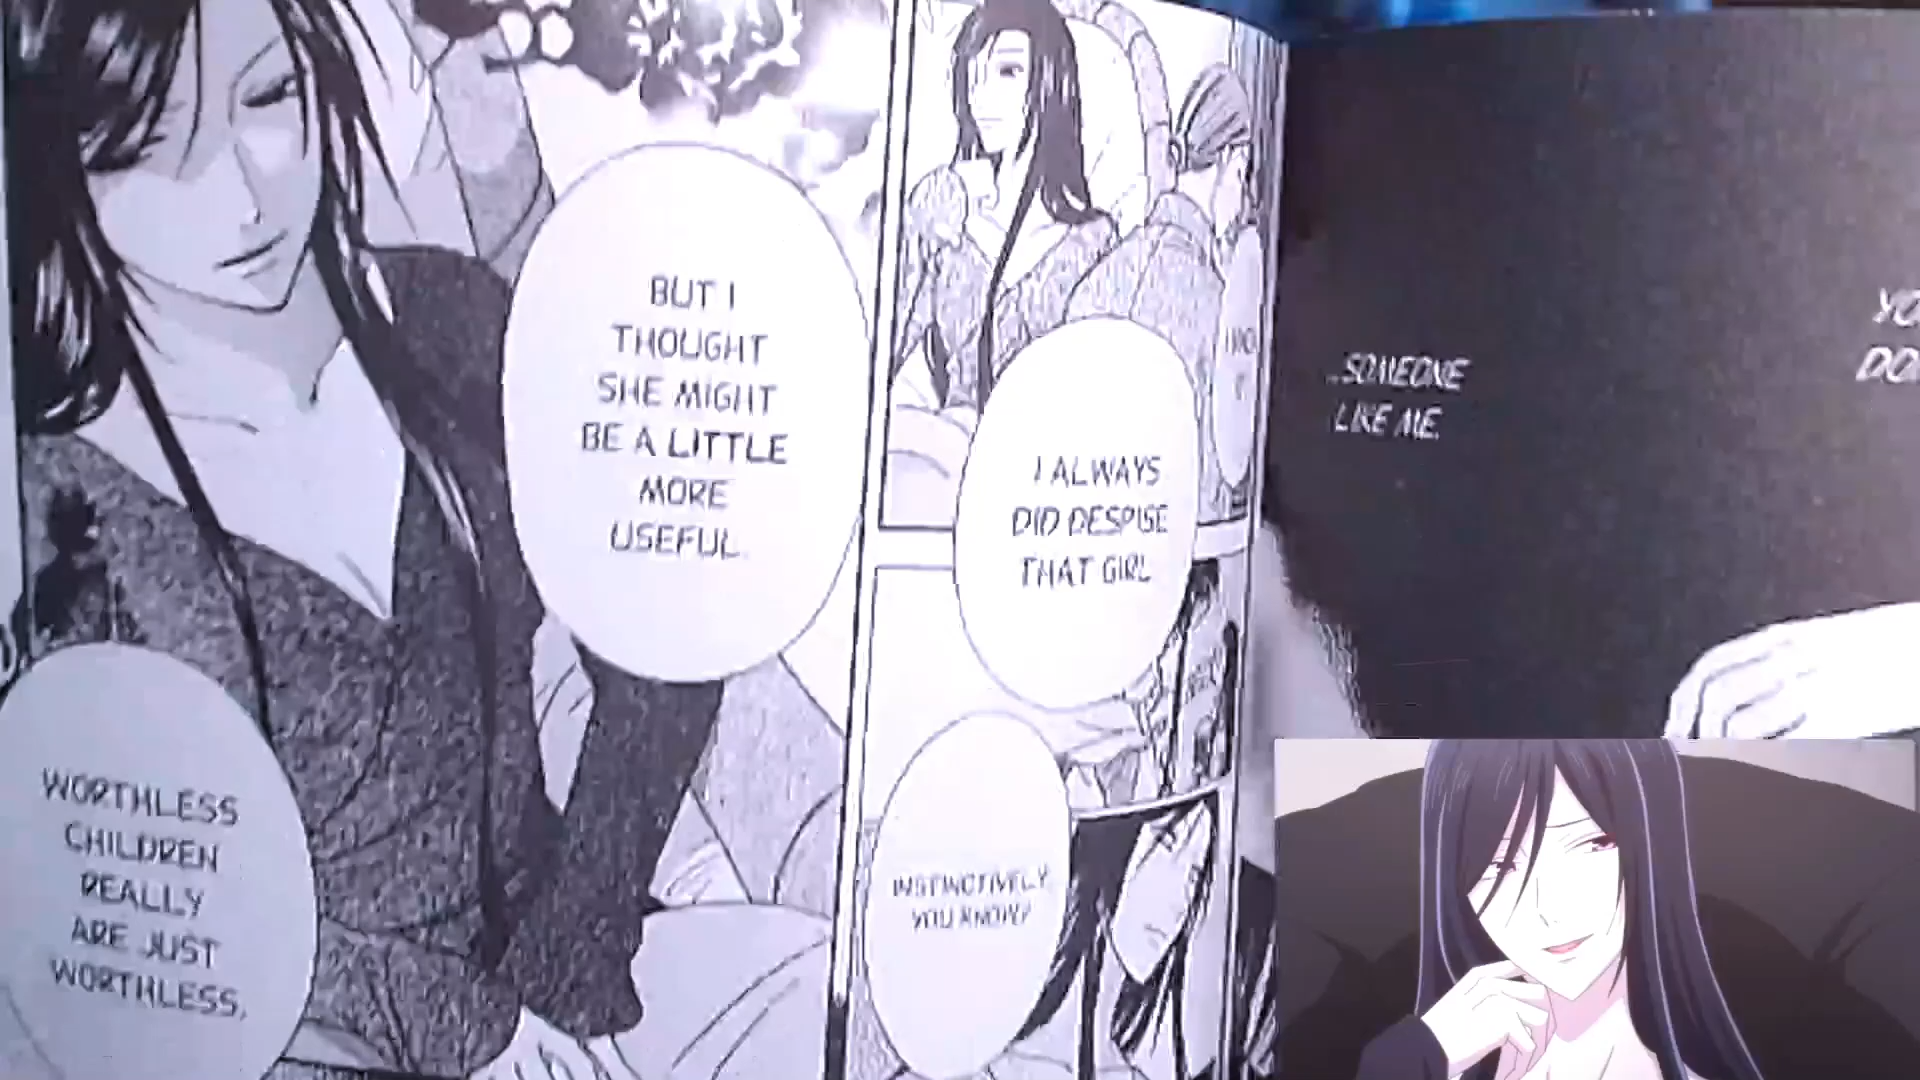 BUT I
THOUGHT
SHE MIGHT
BE A LITTLE
MORE
USEFUL.
WORTHLESS
CHILDREN
REALLY
ARE JUST
WORTHLESS,
I ALWAYS
DID DESPISE
THAT GIRL
INSTINCTIVELY,
YOU KNOW?
...SOMEONE
LIKE ME.